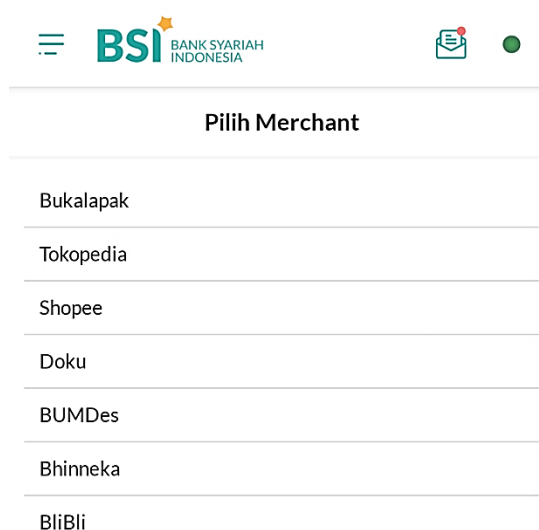 BSI BANK SYARIAH
INDONESIA
Pilih Merchant
Bukalapak
Tokopedia
Shopee
Doku
BUMDes
Bhinneka
BliBli